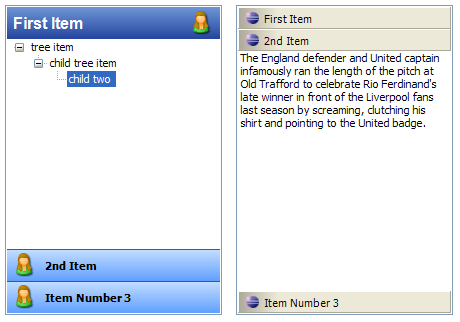 First Item
tree item
child tree item
child two
2nd Item
Item Number 3
First Item
2nd Item
The England defender and United captain
infamously ran the length of the pitch at
Old Trafford to celebrate Rio Ferdinand's
late winner in front of the Liverpool fans
last season by screaming, clutching his
shirt and pointing to the United badge.
Item Number 3